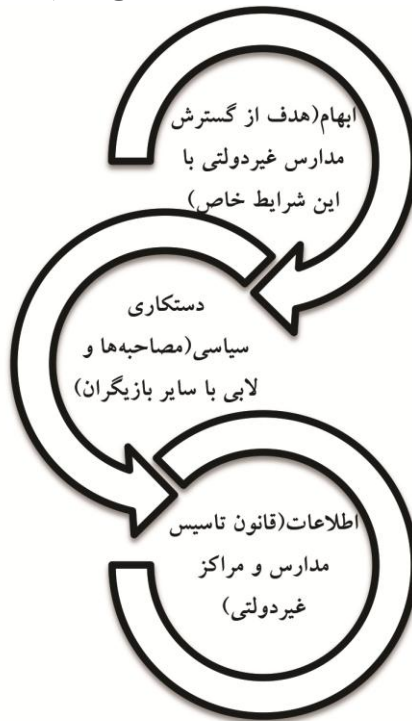 ابهام(هدف از گسترش
مدارس غیردولتی با
این شرایط خاص)
دستکاری
سیاسی(مصاحبه‌ها و
لابی با سایر بازیگران)
اطلاعات(قانون تاسیس
مدارس و مراکز
غیردولتی)